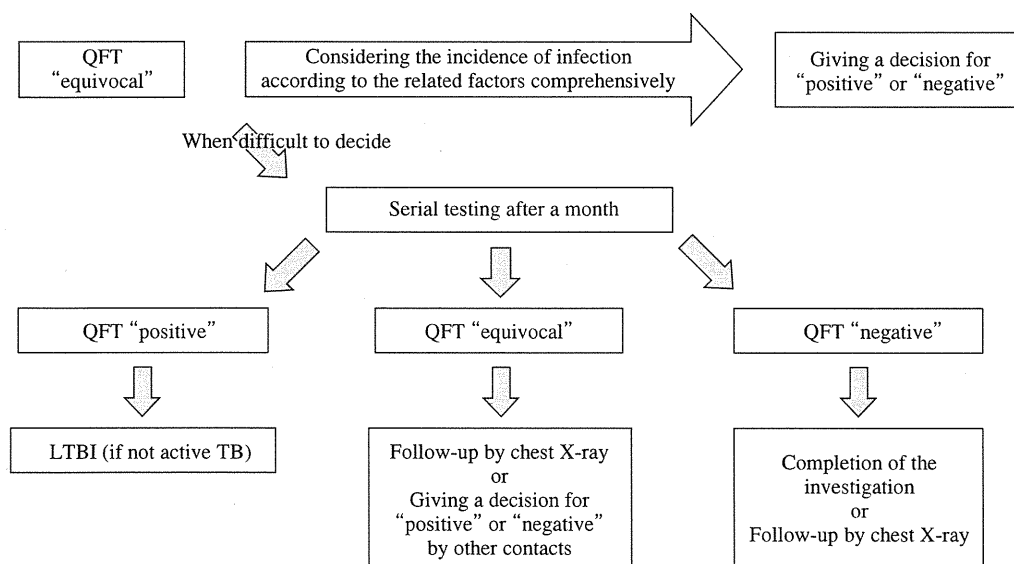 QFT
“equivocal”
Considering the incidence of infection
according to the related factors comprehensively
Giving a decision for
“positive” or “negative”
When difficult to decide
Serial testing after a month
QFT “positive”
QFT “equivocal”
QFT “negative”
LTBI (if not active TB)
Follow-up by chest X-ray
or
Giving a decision for
“positive” or “negative”
by other contacts
Completion of the
investigation
or
Follow-up by chest X-ray